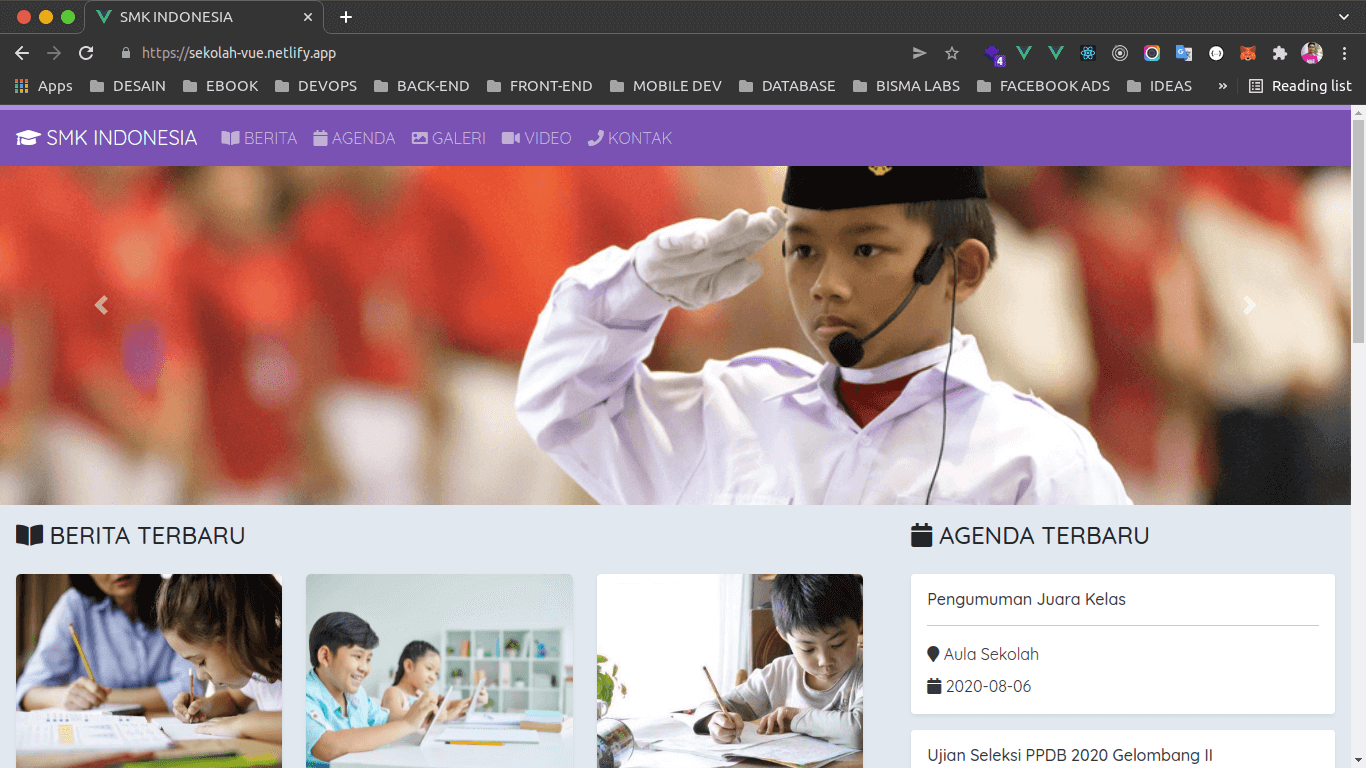 SMK INDONESIA
https://sekolah-vue.netlify.app
4
Apps DESAIN EBOOK DEVOPS BACK-END FRONT-END MOBILE DEV DATABASE BISMA LABS FACEBOOK ADS IDEAS » Reading list
SMK INDONESIA BERITA AGENDA GALERI VIDEO KONTAK
BERITA TERBARU
AGENDA TERBARU
Pengumuman Juara Kelas
Aula Sekolah
2020-08-06
Ujian Seleksi PPDB 2020 Gelombang II